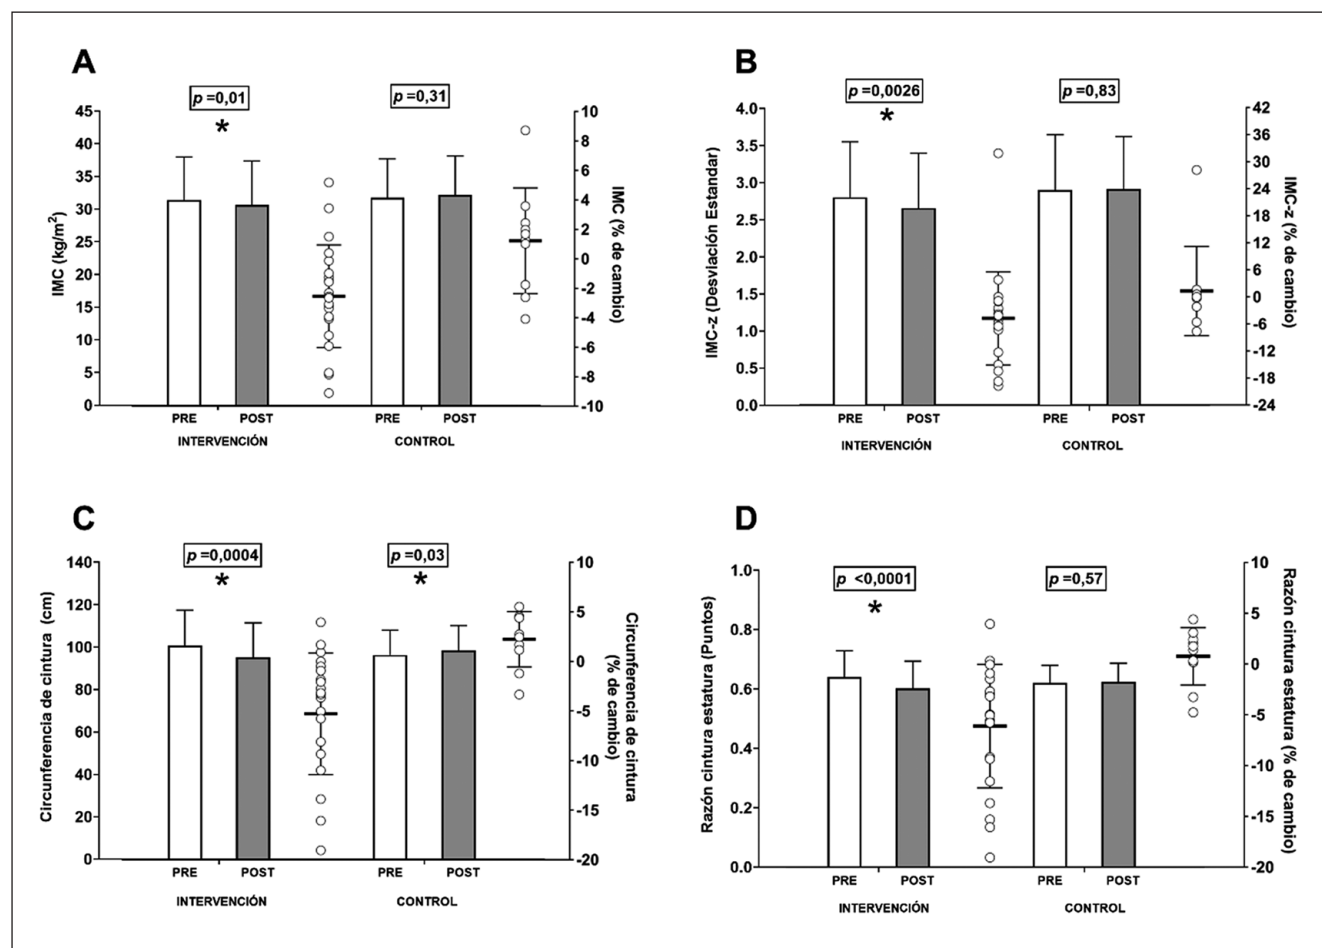 A
p =0,01
*
p =0,31
IMC (kg/m²)
45
40
35
30
25
20
15
10
5
0
10
8
6
4
2
0
-2
-4
-6
-8
-10
IMC (% de cambio)
PRE
POST
PRE
POST
INTERVENCIÓN
CONTROL
B
p =0,0026
*
p =0,83
IMC-z (Desviación Estandar)
4.0
3.5
3.0
2.5
2.0
1.5
1.0
0.5
0.0
42
36
30
24
18
12
6
0
-6
-12
-18
-24
IMC-z (% de cambio)
PRE
POST
PRE
POST
INTERVENCIÓN
CONTROL
C
p =0,0004
*
p =0,03
*
Circunferencia de cintura (cm)
140
120
100
80
60
40
20
0
10
5
0
-5
-10
-15
-20
Circunferencia de cintura
(% de cambio)
PRE
POST
PRE
POST
INTERVENCIÓN
CONTROL
D
p <0,0001
*
p =0,57
Razón cintura estatura (Puntos)
1.0
0.8
0.6
0.4
0.2
0.0
10
5
0
-5
-10
-15
-20
Razón cintura estatura (% de cambio)
PRE
POST
PRE
POST
INTERVENCIÓN
CONTROL